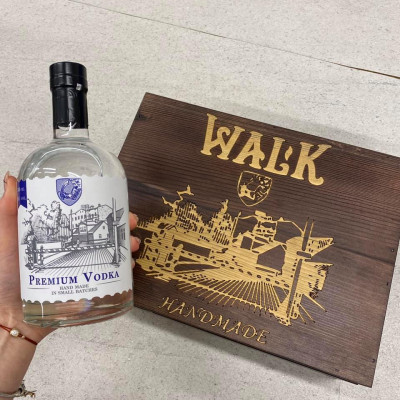 PREMIUM VODKA
HAND MADE
IN SMALL BATCHES
WALK
HANDMADE